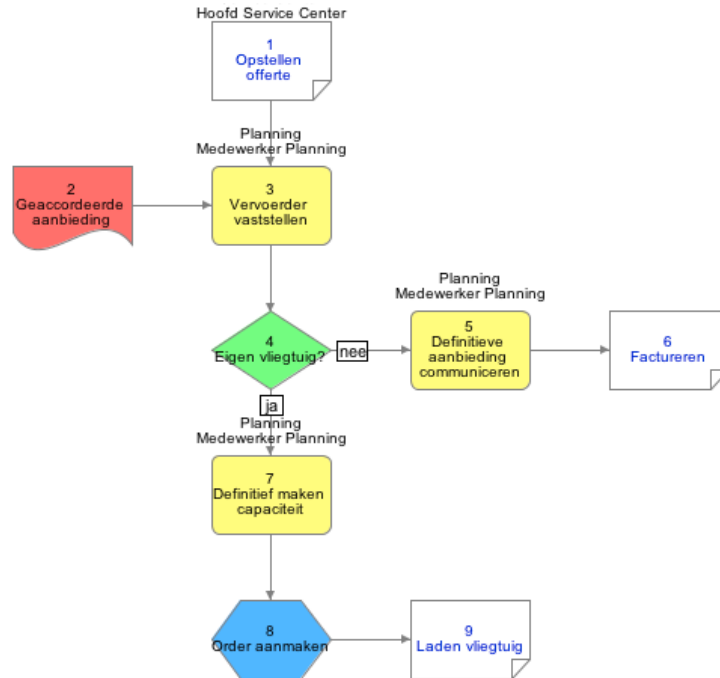 Hoofd Service Center
1
Opstellen
offerte
Planning
Medewerker Planning
2
Geaccordeerde
aanbieding
3
Vervoerder
vaststellen
4
Eigen vliegtuig?
nee
Planning
Medewerker Planning
5
Definitieve
aanbieding
communiceren
6
Factureren
ja
Planning
Medewerker Planning
7
Definitief maken
capaciteit
8
Order aanmaken
9
Laden vliegtuig